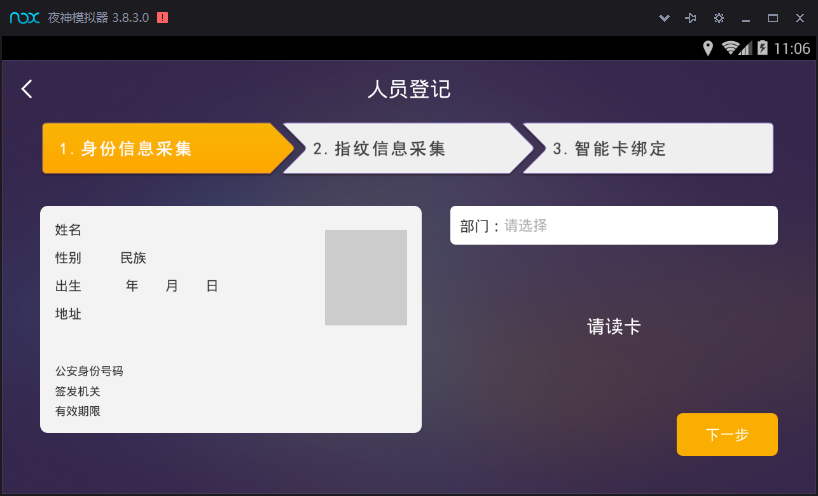 nox 夜神模拟器 3.8.3.0
11:06
人员登记
1. 身份信息采集
2. 指纹信息采集
3. 智能卡绑定
姓名
性别 民族
出生 年 月 日
地址
公安身份号码
签发机关
有效期限
部门：请选择
请读卡
下一步